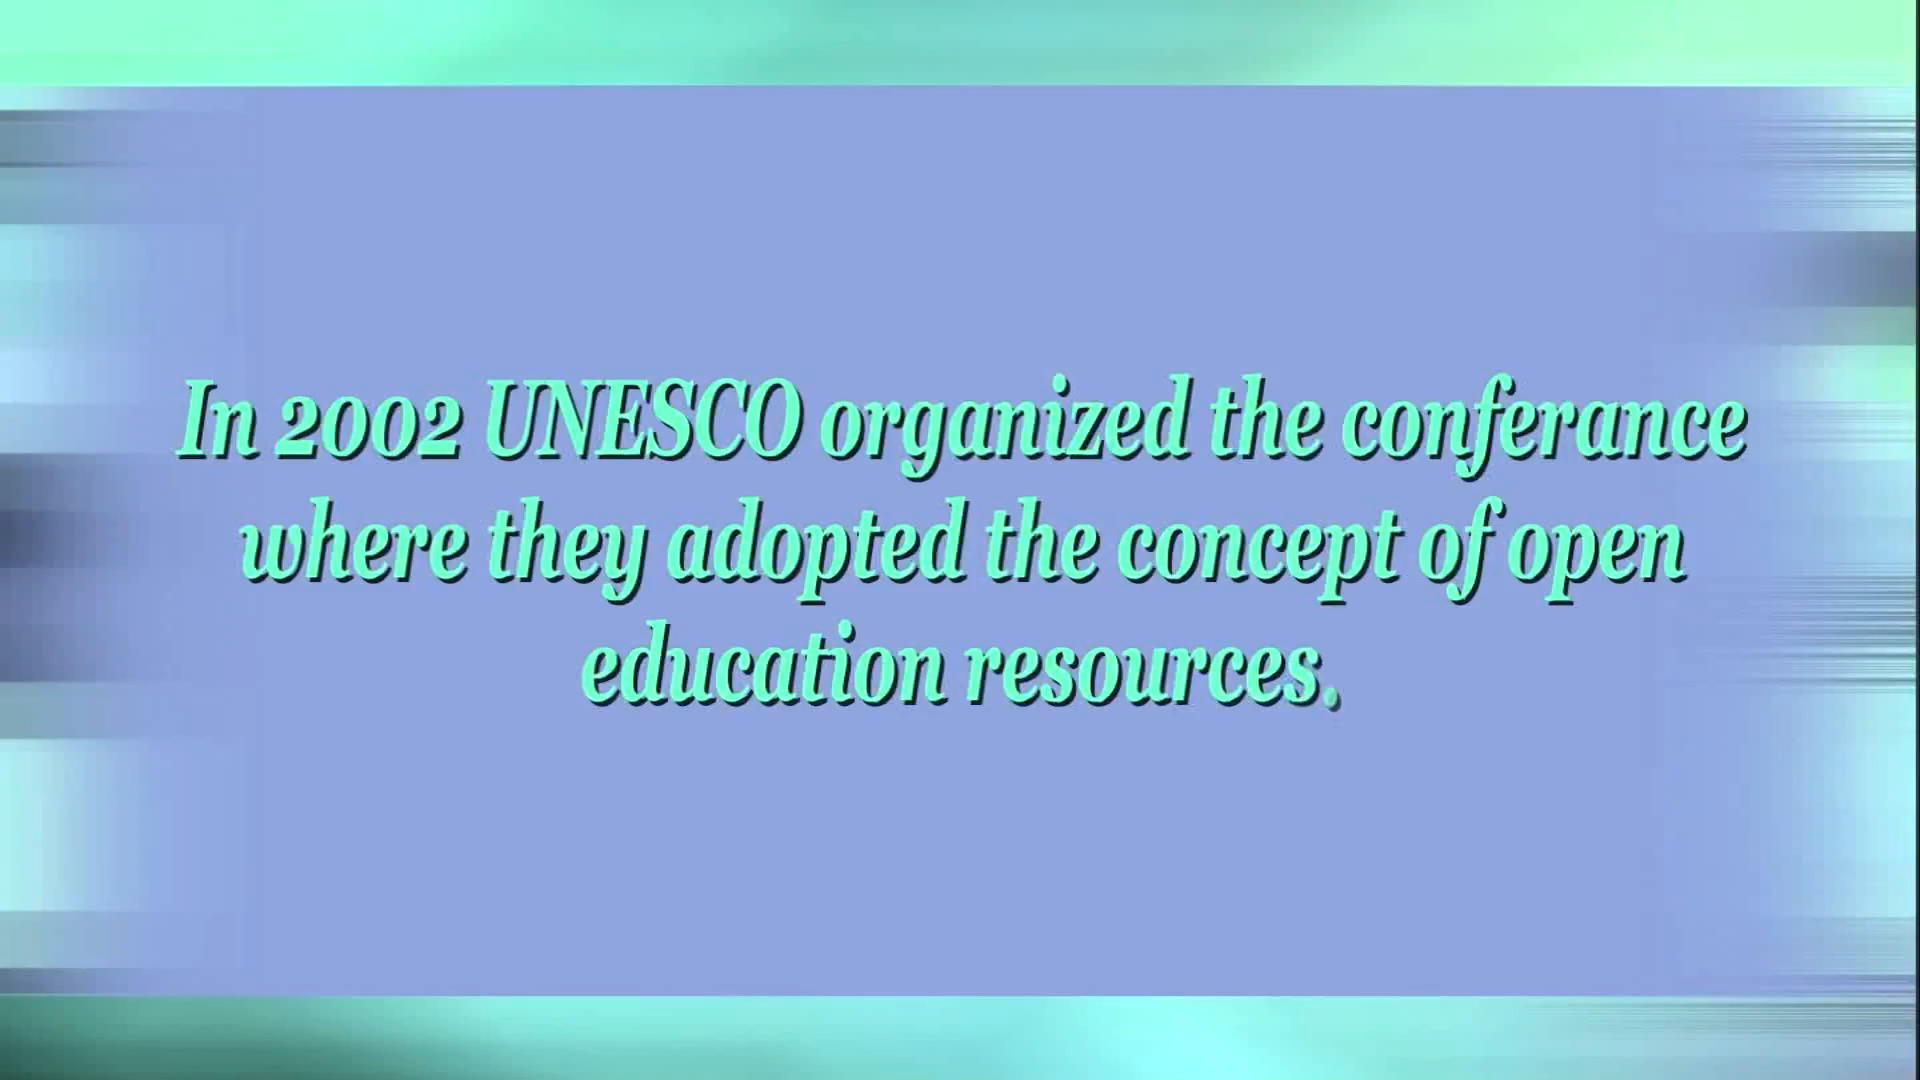 In 2002 UNESCO organized the conferance
where they adopted the concept of open
education resources.